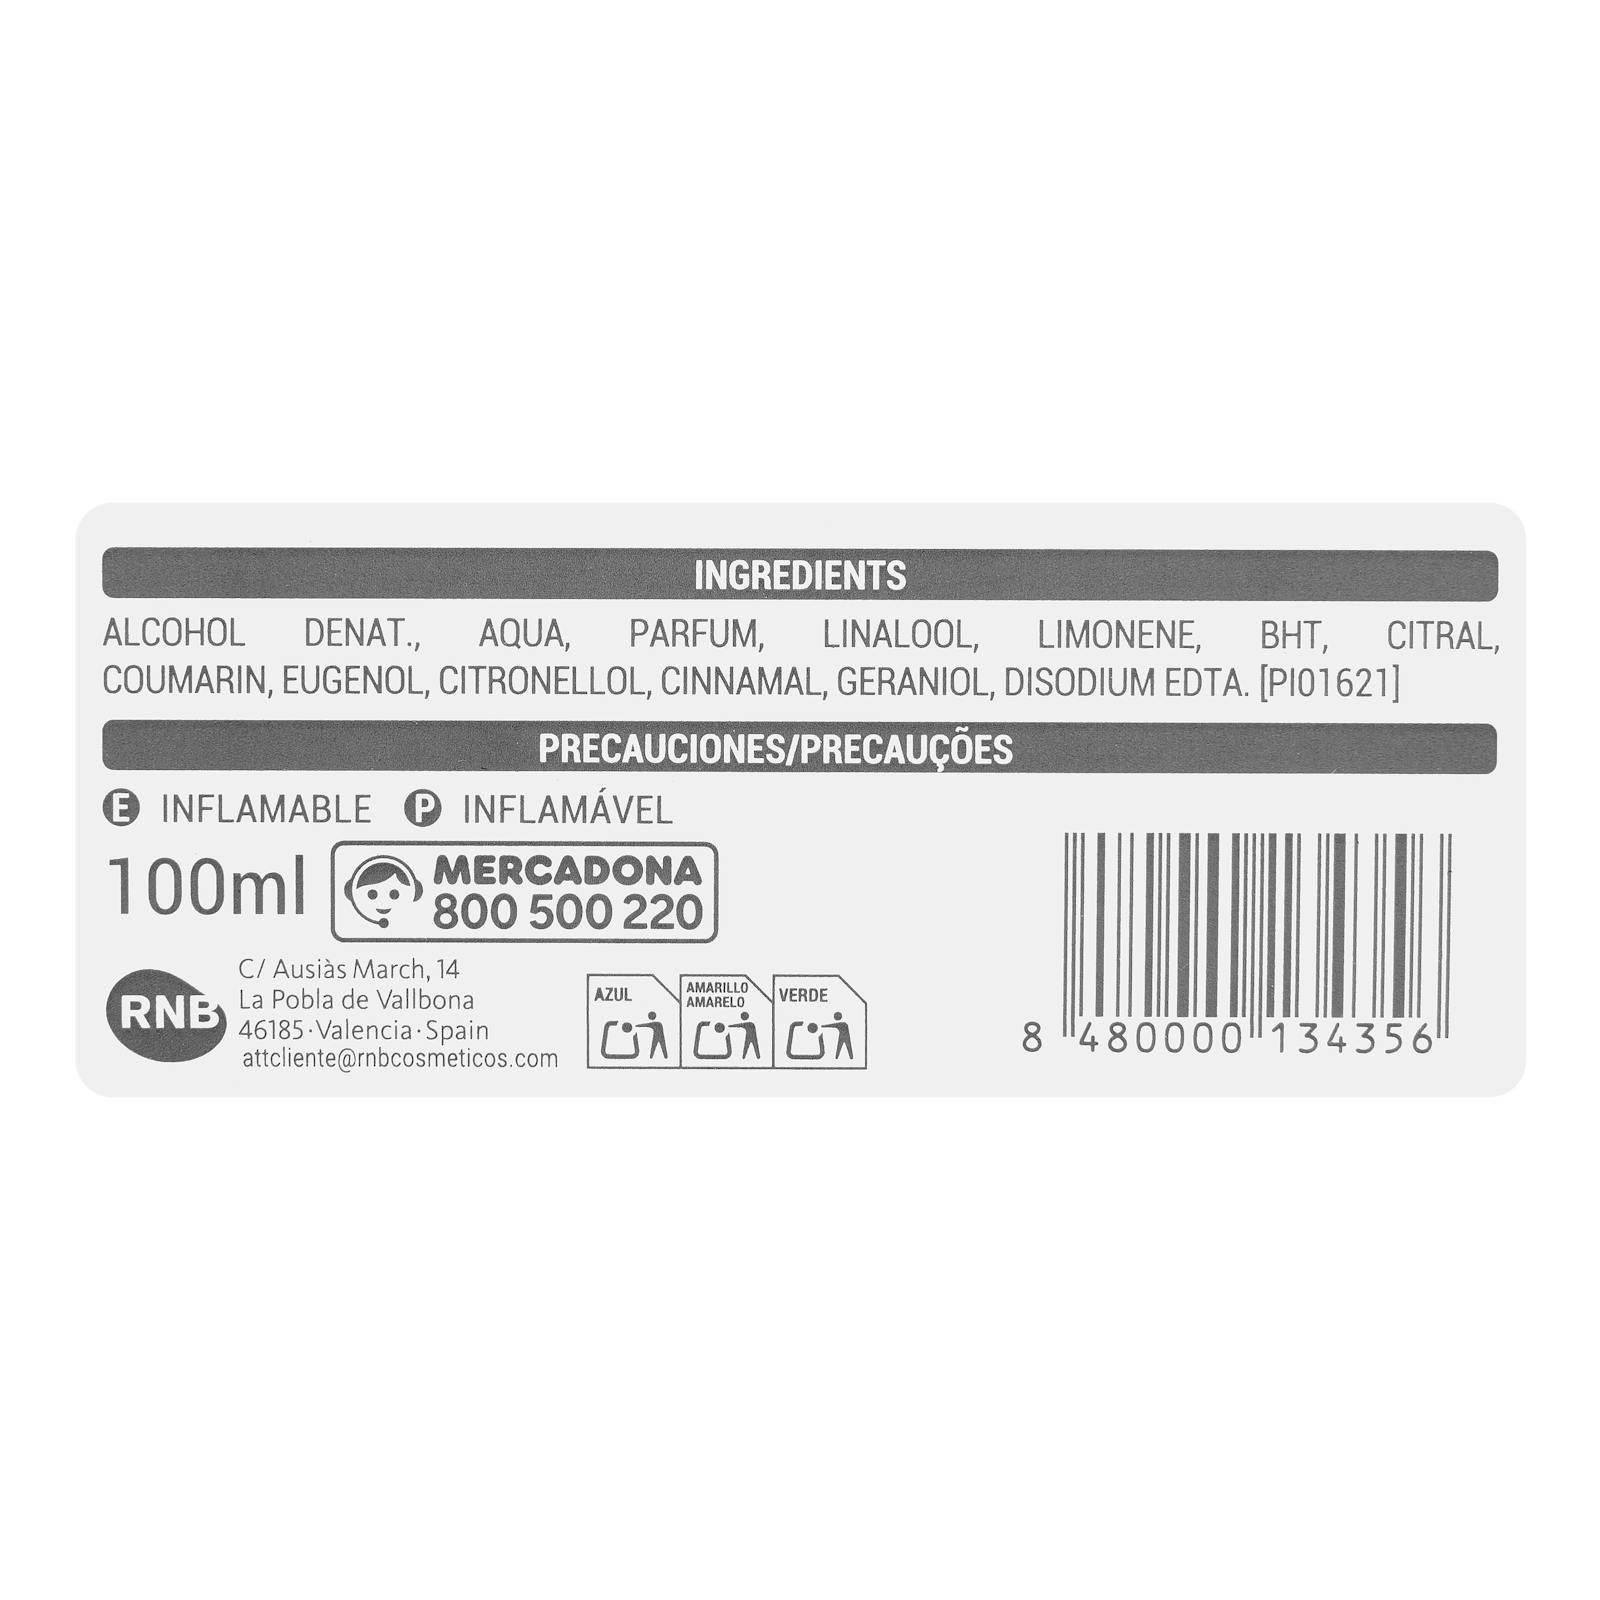 INGREDIENTS
ALCOHOL DENAT., AQUA, PARFUM, LINALOOL, LIMONENE, BHT, CITRAL,
COUMARIN, EUGENOL, CITRONELLOL, CINNAMAL, GERANIOL, DISODIUM EDTA. [PI01621]
PRECAUCIONES/PRECAUÇÕES
E INFLAMABLE P INFLAMÁVEL
100ml
MERCADONA
800 500 220
RNB
C/ Ausiàs March, 14
La Pobla de Vallbona
46185·Valencia·Spain
attcliente@rnbcosmeticos.com
AZUL
AMARILLO
AMARELO
VERDE
8 480000 134356